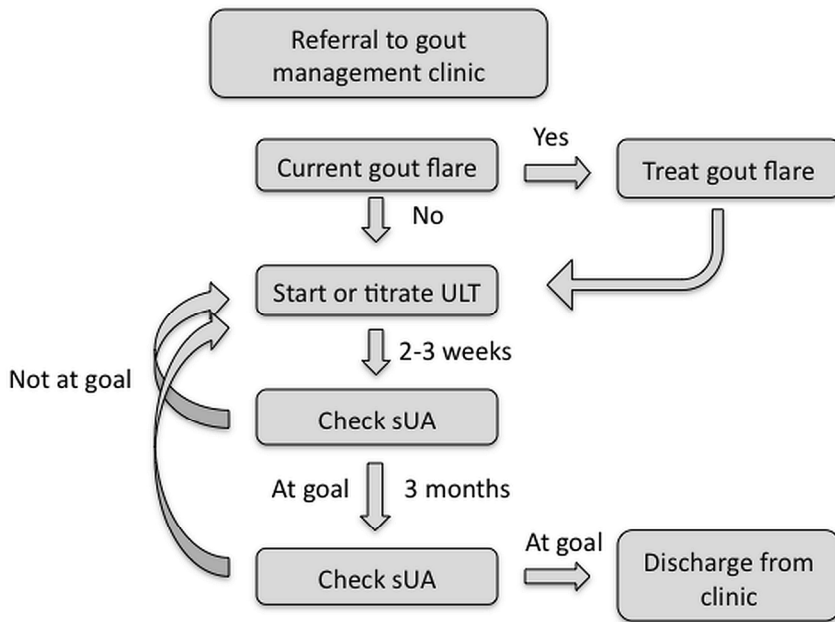 Referral to gout
management clinic
Yes
Current gout flare
Treat gout flare
No
Start or titrate ULT
2-3 weeks
Not at goal
Check sUA
At goal
3 months
At goal
Check sUA
Discharge from
clinic